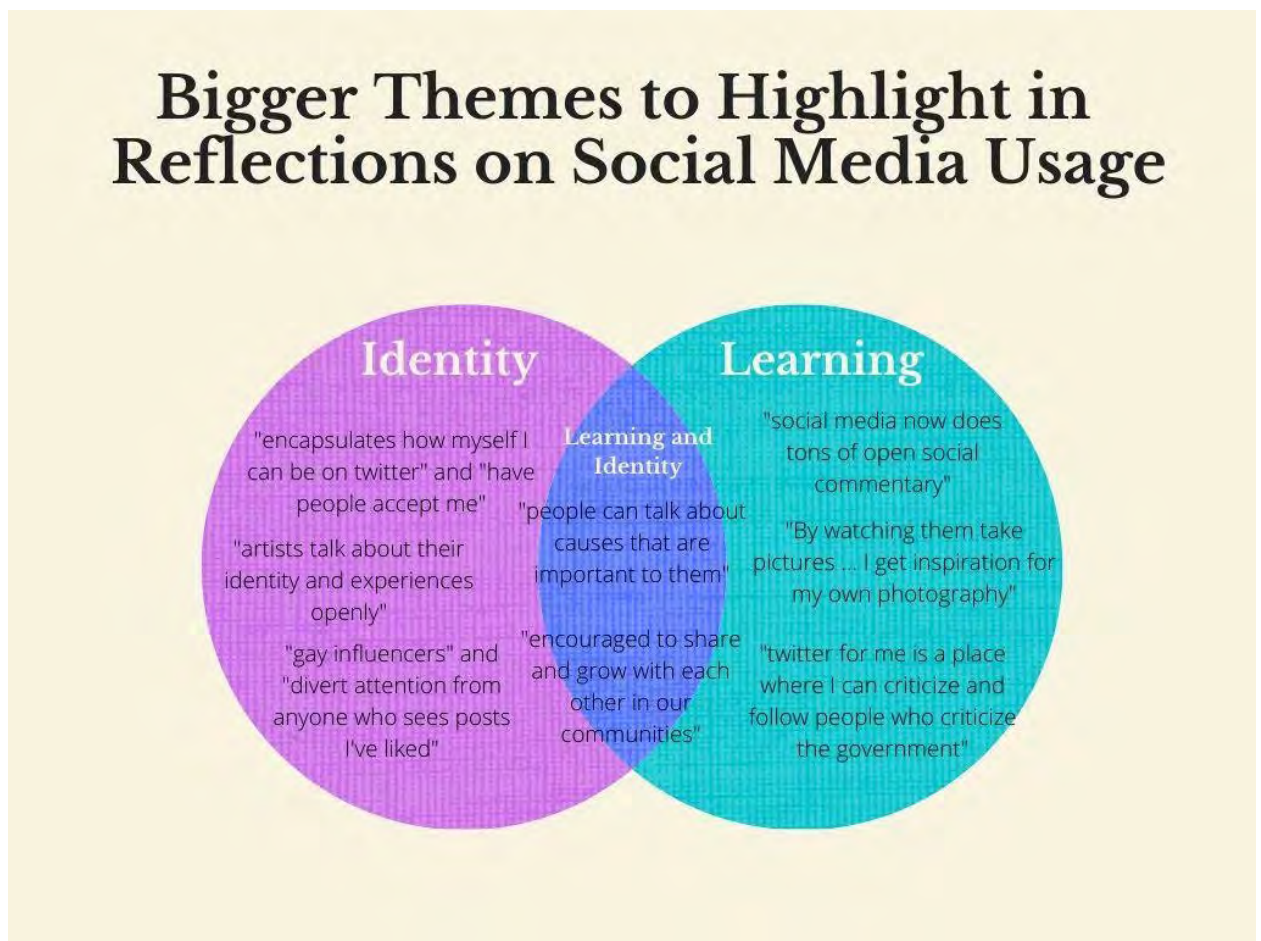 Bigger Themes to Highlight in
Reflections on Social Media Usage
Identity
"encapsulates how myself I
can be on twitter" and "have
people accept me"
"artists talk about their
identity and experiences
openly"
"gay influencers" and
"divert attention from
anyone who sees posts
I've liked"
Learning and
Identity
"people can talk about
causes that are
important to them"
"encouraged to share
and grow with each
other in our
communities"
Learning
"social media now does
tons of open social
commentary"
"By watching them take
pictures ... I get inspiration for
my own photography"
"twitter for me is a place
where I can criticize and
follow people who criticize
the government"